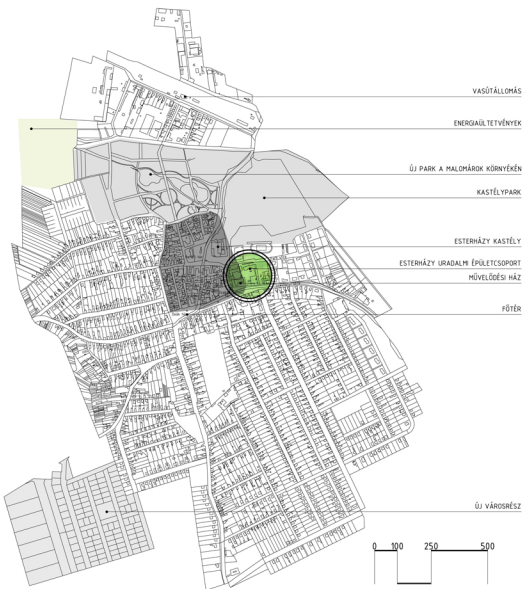 VASÚTÁLLOMÁS
ENERGIAÜLTETVÉNYEK
ÚJ PARK A MALOMÁROK KÖRNYÉKÉN
KASTÉLYPARK
ESTERHÁZY KASTÉLY
ESTERHÁZY URADALMI ÉPÜLETCSOPORT
MŰVELŐDÉSI HÁZ
FŐTÉR
ÚJ VÁROSRÉSZ
0 100 250 500